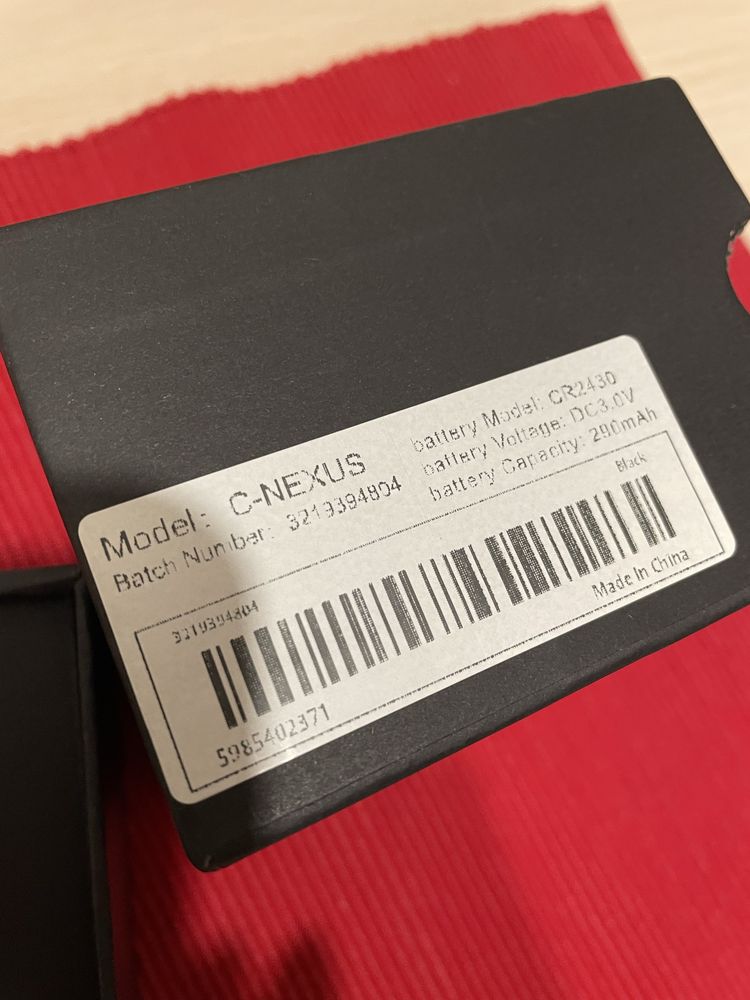 Model: C-NEXUS
Batch Number: 3219394804
battery Model: CR2430
battery Voltage: DC3.0V
battery Capacity: 290mAh
Black
3219394804
Made In China
5985402371